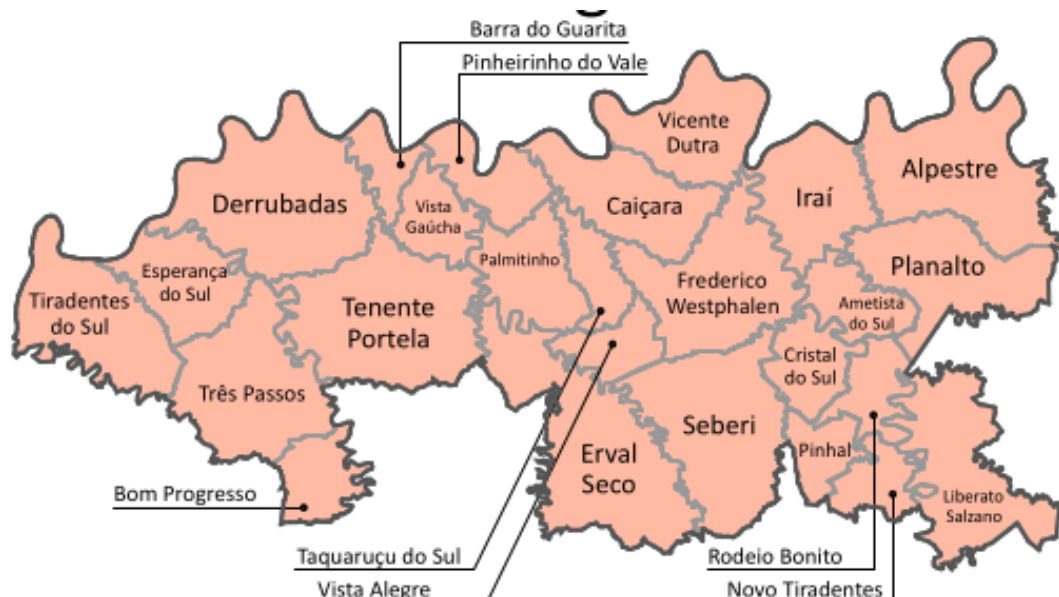 Barra do Guarita
Pinheirinho do Vale
Vicente
Dutra
Alpestre
Derrubadas
Vista
Gaúcha
Caiçara
Iraí
Esperança
do Sul
Palmitinho
Planalto
Tiradentes
do Sul
Tenente
Portela
Frederico
Westphalen
Ametista
do Sul
Cristal
do Sul
Três Passos
Seberi
Erval
Seco
Pinhal
Bom Progresso
Liberato
Salzano
Taquaruçu do Sul
Rodeio Bonito
Vista Alegre
Novo Tiradentes